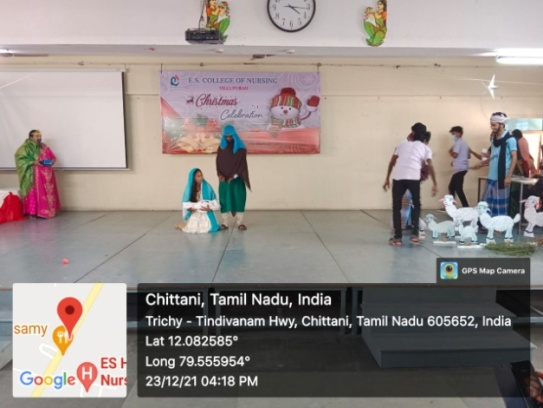 E.S. COLLEGE OF NURSING
VILLUPURAM
Christmas
Celebration
GPS Map Camera
samy
ES H
Nurs
Google
Chittani, Tamil Nadu, India
Trichy - Tindivanam Hwy, Chittani, Tamil Nadu 605652, India
Lat 12.082585°
Long 79.555954°
23/12/21 04:18 PM